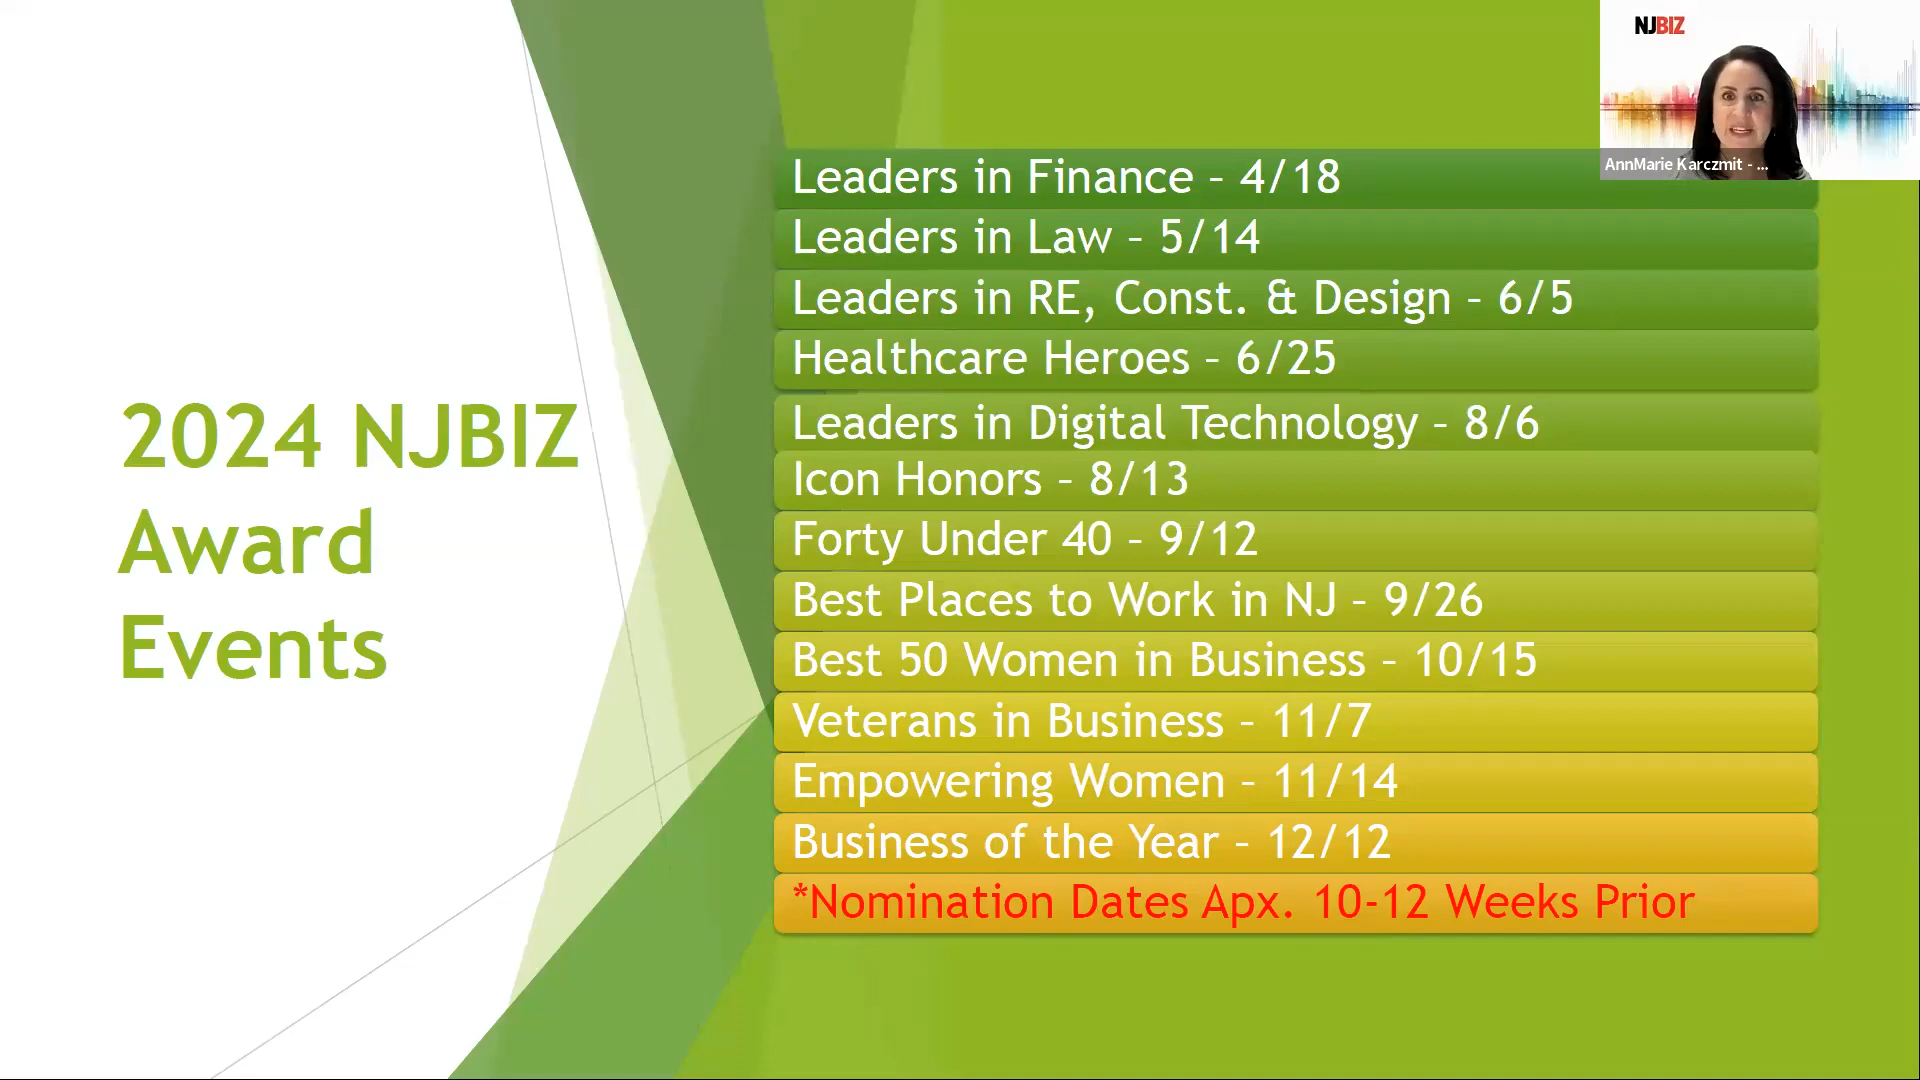 2024 NJBIZ
Award
Events
Leaders in Finance – 4/18
Leaders in Law – 5/14
Leaders in RE, Const. & Design – 6/5
Healthcare Heroes – 6/25
Leaders in Digital Technology – 8/6
Icon Honors – 8/13
Forty Under 40 – 9/12
Best Places to Work in NJ – 9/26
Best 50 Women in Business – 10/15
Veterans in Business – 11/7
Empowering Women – 11/14
Business of the Year – 12/12
*Nomination Dates Apx. 10-12 Weeks Prior
NJBIZ
AnnMarie Karczmit - ...